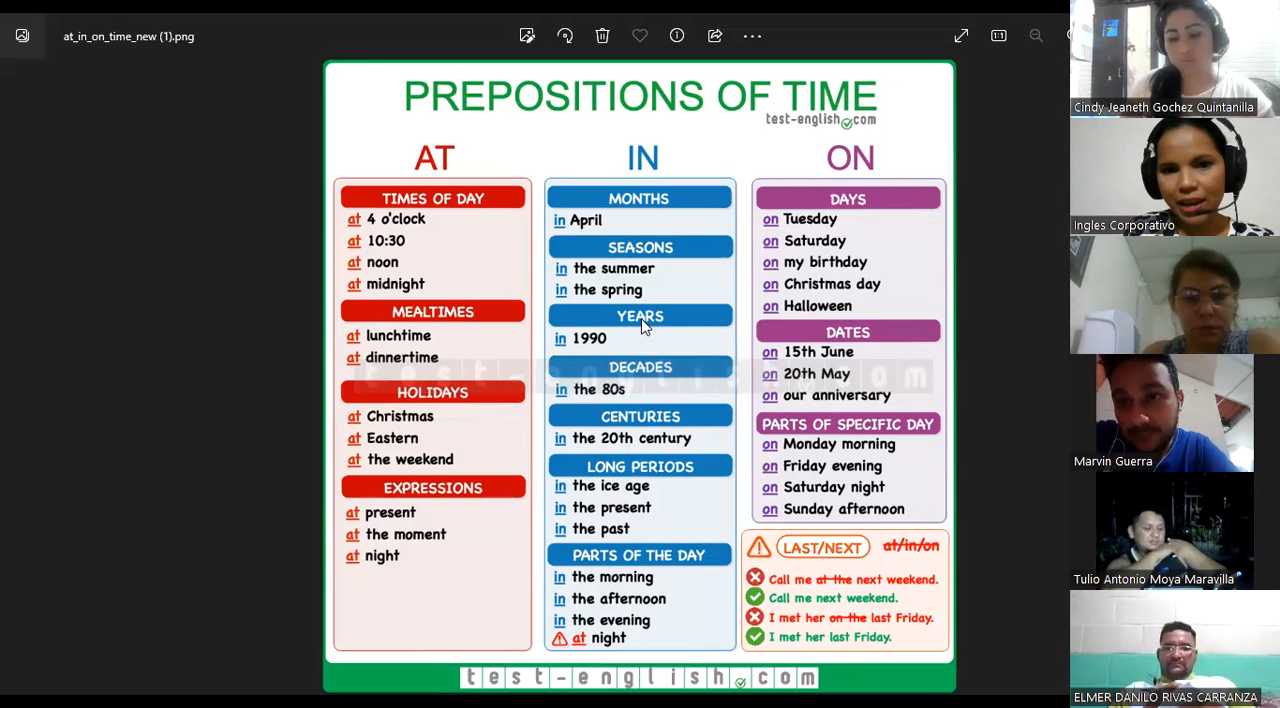 at_in_on_time_new (1).png
1:1
PREPOSITIONS OF TIME
test-english.com
AT
TIMES OF DAY
at 4 o'clock
at 10:30
at noon
at midnight
MEALTIMES
at lunchtime
at dinnertime
HOLIDAYS
at Christmas
at Eastern
at the weekend
EXPRESSIONS
at present
at the moment
at night
IN
MONTHS
in April
SEASONS
in the summer
in the spring
YEARS
in 1990
DECADES
in the 80s
CENTURIES
in the 20th century
LONG PERIODS
in the ice age
in the present
in the past
PARTS OF THE DAY
in the morning
in the afternoon
in the evening
at night
ON
DAYS
on Tuesday
on Saturday
on my birthday
on Christmas day
on Halloween
DATES
on 15th June
on 20th May
on our anniversary
PARTS OF SPECIFIC DAY
on Monday morning
on Friday evening
on Saturday night
on Sunday afternoon
LAST/NEXT at/in/on
Call me at the next weekend.
Call me next weekend.
I met her on the last Friday.
I met her last Friday.
test-english.com
test-english.com
Cindy Jeaneth Gochez Quintanilla
Ingles Corporativo
Marvin Guerra
Tulio Antonio Moya Maravilla
ELMER DANILO RIVAS CARRANZA